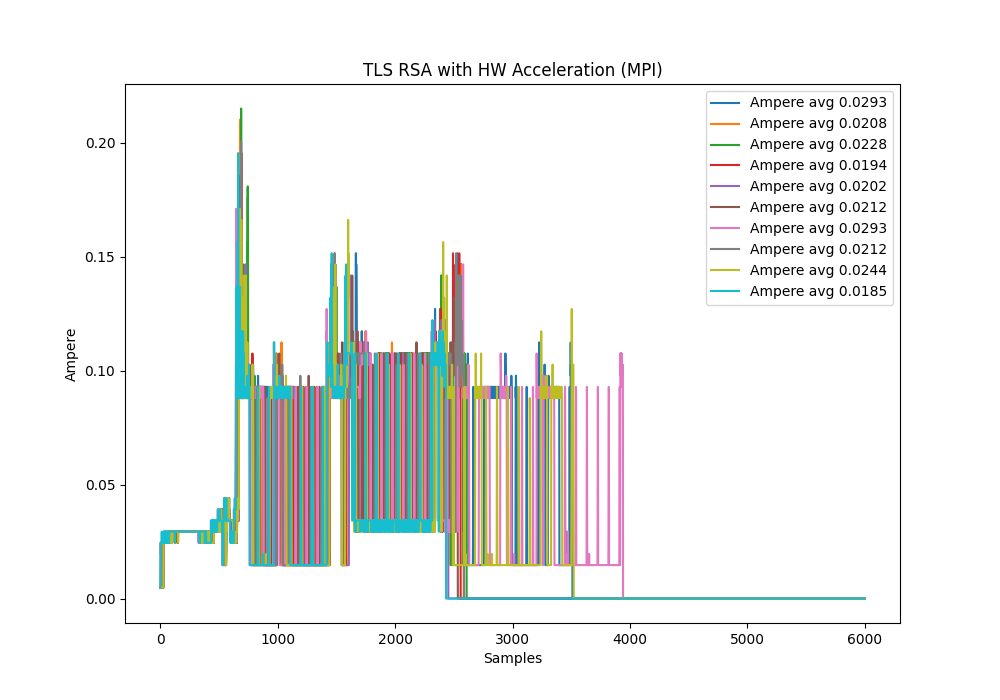 TLS RSA with HW Acceleration (MPI)
Ampere avg 0.0293
Ampere avg 0.0208
Ampere avg 0.0228
Ampere avg 0.0194
Ampere avg 0.0202
Ampere avg 0.0212
Ampere avg 0.0293
Ampere avg 0.0212
Ampere avg 0.0244
Ampere avg 0.0185
0.20
0.15
0.10
0.05
0.00
Ampere
0 1000 2000 3000 4000 5000 6000
Samples